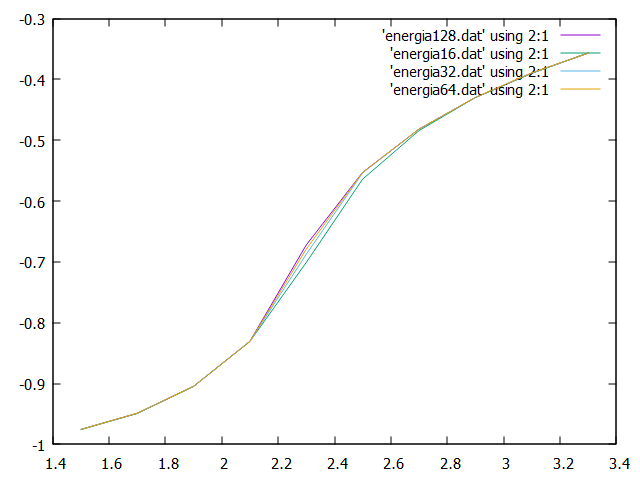 -0.3
'energia128.dat' using 2:1
'energia16.dat' using 2:1
'energia32.dat' using 2:1
'energia64.dat' using 2:1
-0.4
-0.5
-0.6
-0.7
-0.8
-0.9
-1
1.4 1.6 1.8 2 2.2 2.4 2.6 2.8 3 3.2 3.4